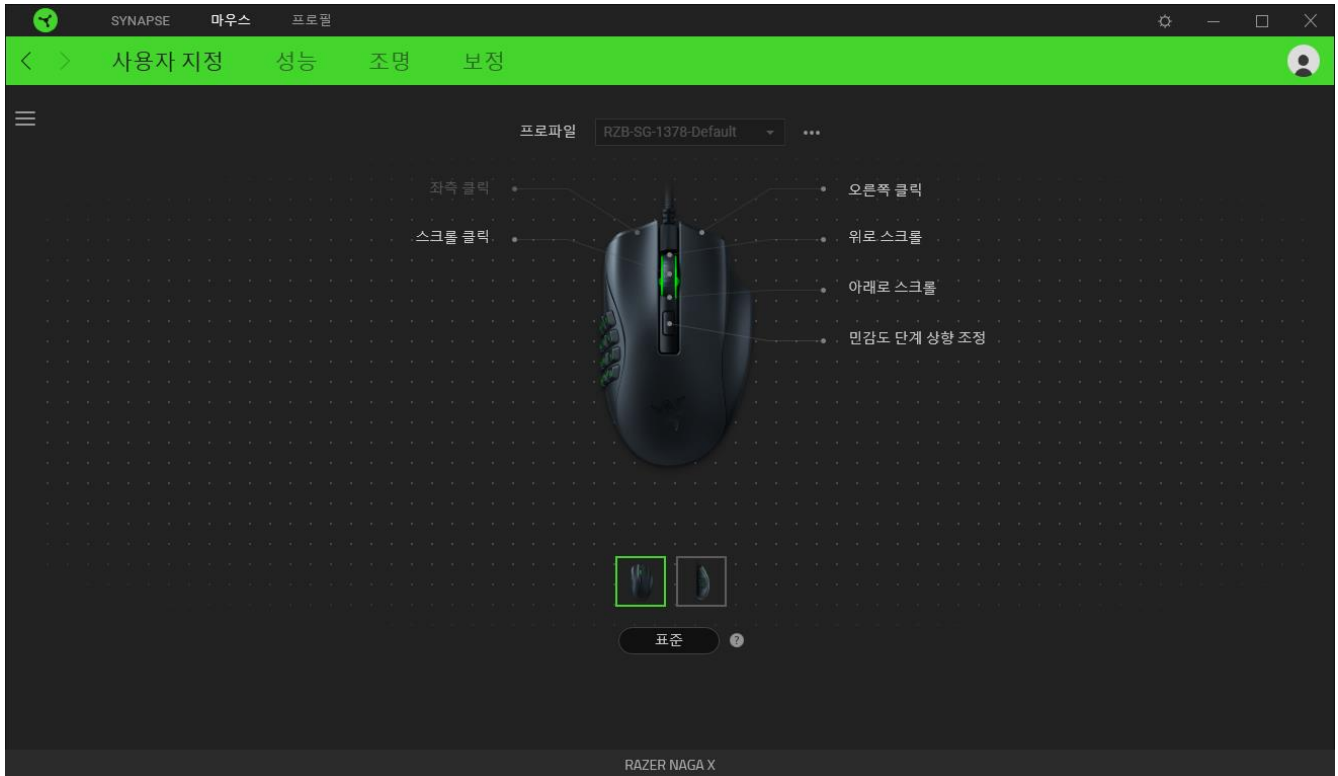 SYNAPSE 마우스 프로필
사용자 지정 성능 조명 보정
프로파일 RZB-SG-1378-Default
좌측 클릭
오른쪽 클릭
스크롤 클릭
위로 스크롤
아래로 스크롤
민감도 단계 상향 조정
표준 ?
RAZER NAGA X